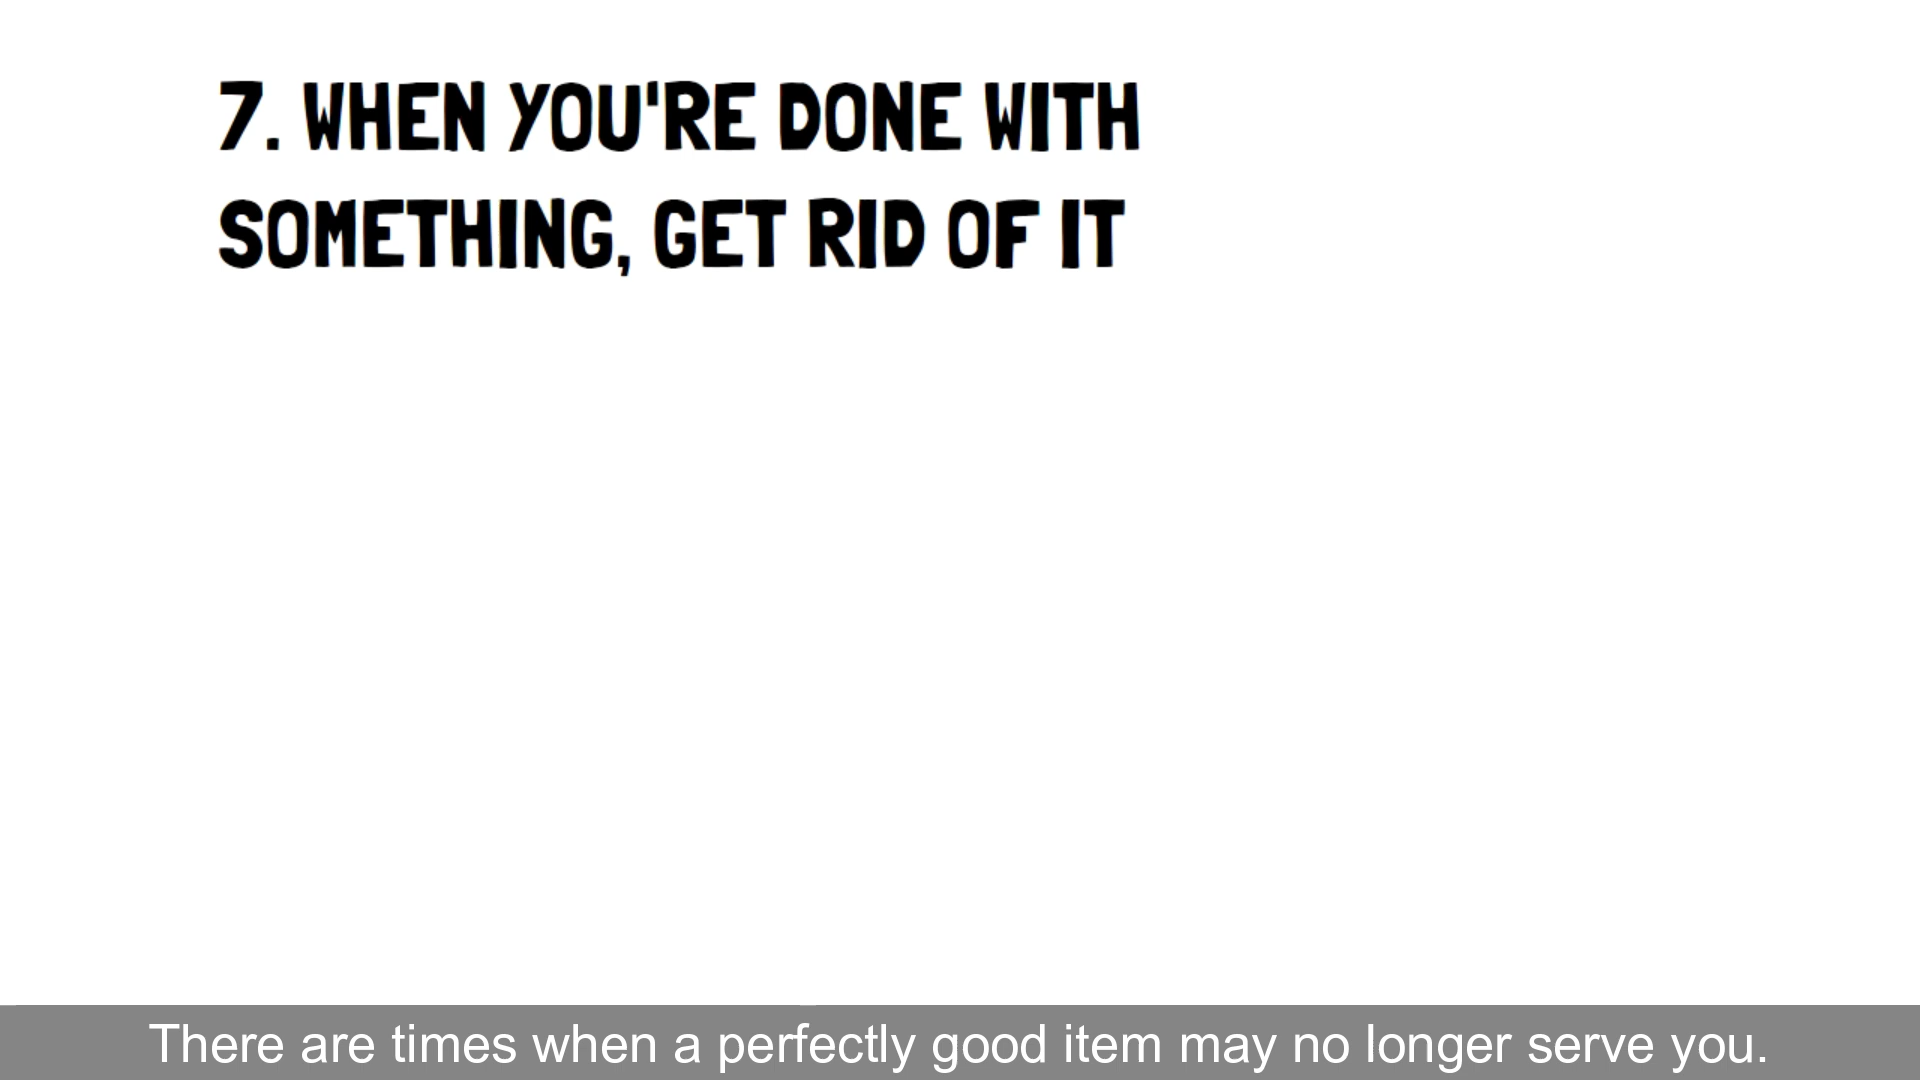 7. WHEN YOU'RE DONE WITH
SOMETHING, GET RID OF IT
There are times when a perfectly good item may no longer serve you.